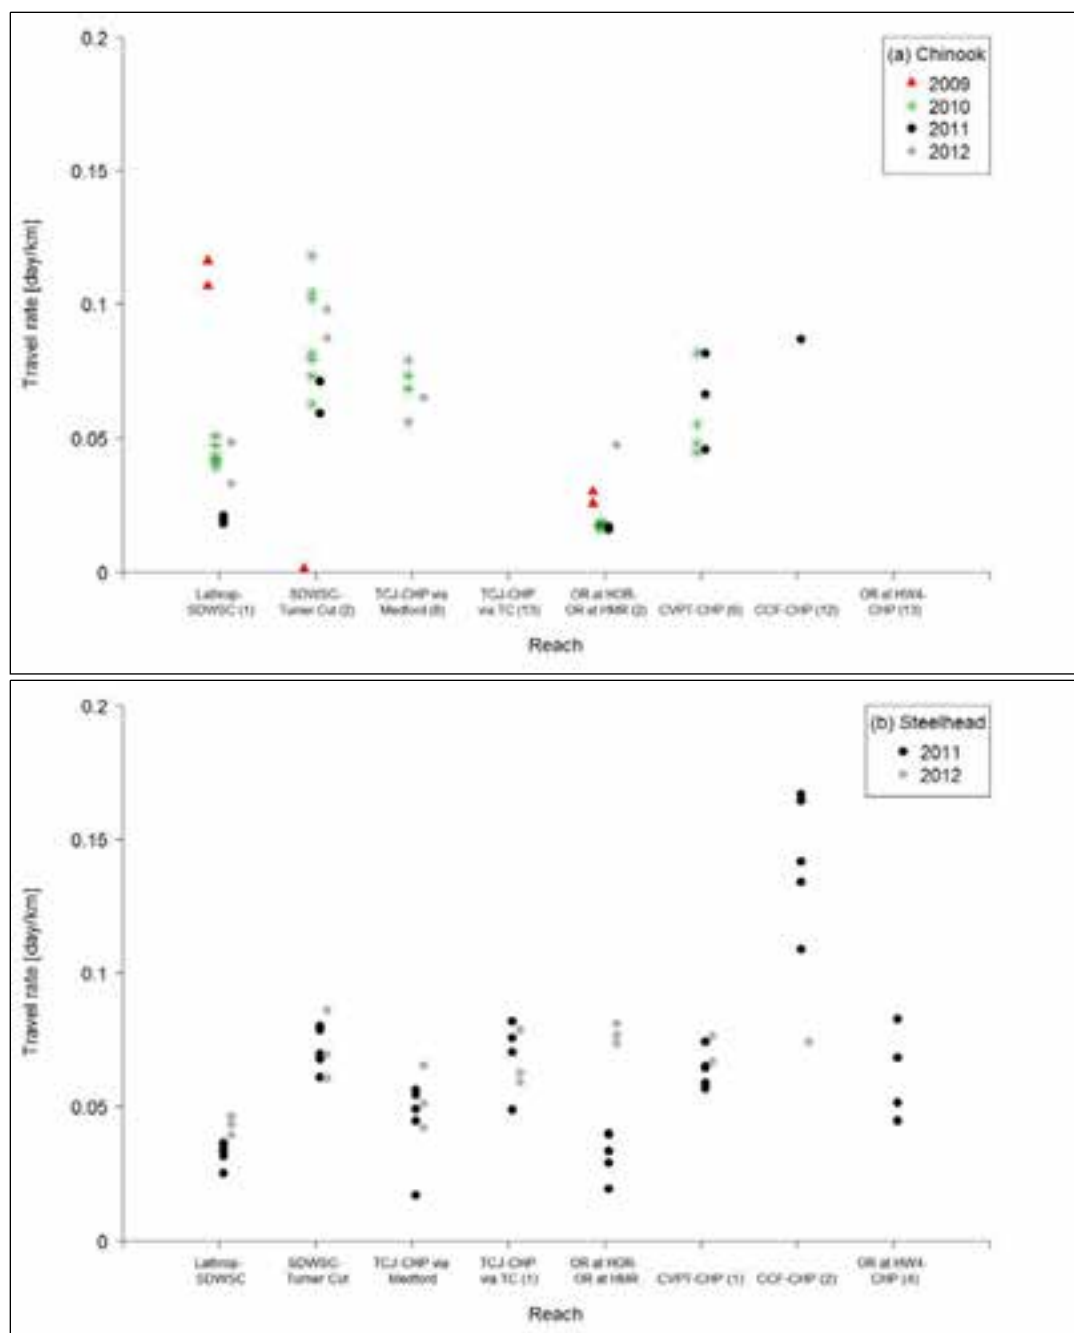 (a) Chinook
2009
2010
2011
2012
0.2
0.15
0.1
0.05
0
Travel rate [day/km]
Lathrop-
SDWSC (1)
SDWSC-
Turner Cut (2)
TCJ-CHP via
Medford (8)
TCJ-CHP
via TC (13)
OR at HOR-
OR at HMR (2)
CVPT-CHP
CCF-CHP (12)
OR at HW4-
CHP (13)
Reach
(b) Steelhead
2011
2012
0.2
0.15
0.1
0.05
0
Travel rate [day/km]
Lathrop-
SDWSC
SDWSC-
Turner Cut
TCJ-CHP via
Medford
TCJ-CHP
via TC (1)
OR at HOR-
OR at HMR
CVPT-CHP (1)
CCF-CHP (2)
OR at HW4-
CHP (4)
Reach